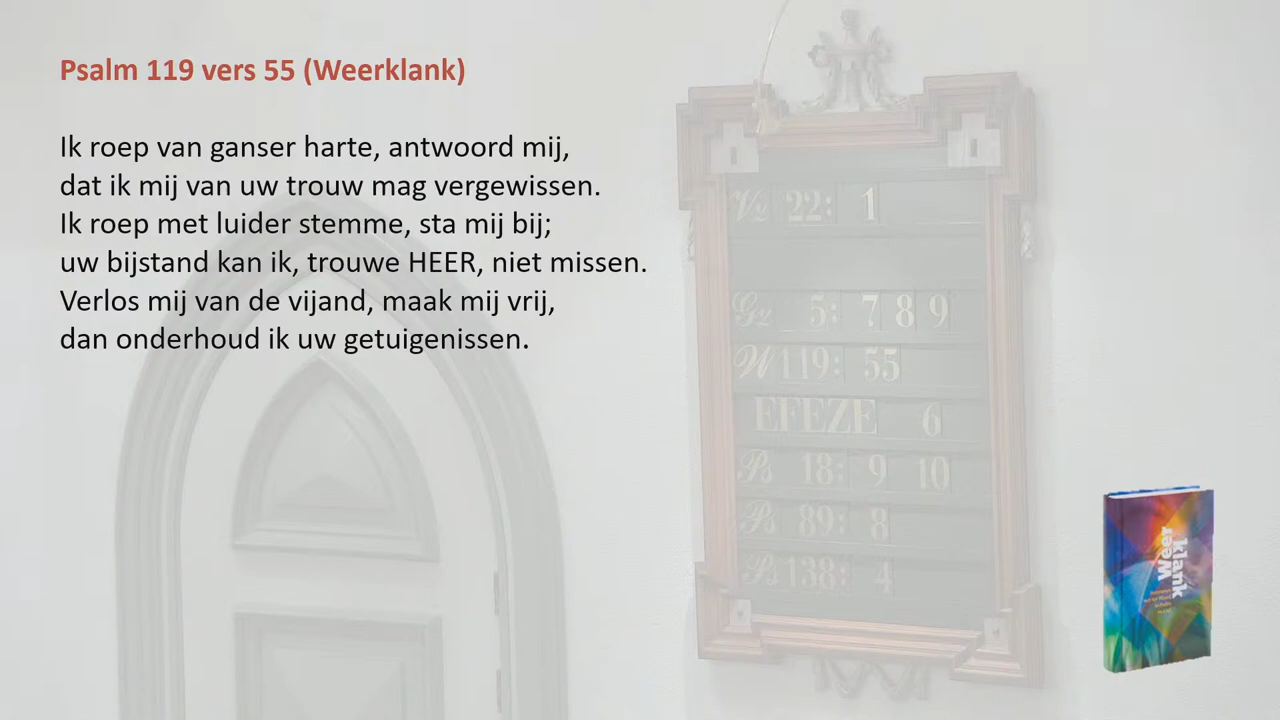 Psalm 119 vers 55 (Weerklank)
Ik roep van ganser harte, antwoord mij,
dat ik mij van uw trouw mag vergewissen.
Ik roep met luider stemme, sta mij bij;
uw bijstand kan ik, trouwe HEER, niet missen.
Verlos mij van de vijand, maak mij vrij,
dan onderhoud ik uw getuigenissen.
Vz 22: 1
Gz 5: 7 8 9
W 119: 55
EFEZE 6
Ps 18: 9 10
Ps 89: 8
Ps 138: 4
Weer
klank